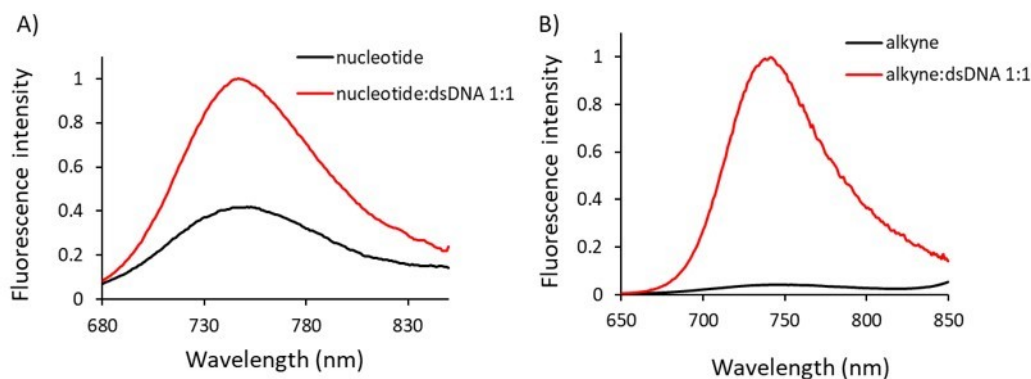 A)
nucleotide
nucleotide:dsDNA 1:1
Fluorescence intensity
1
0.8
0.6
0.4
0.2
0
680 730 780 830
Wavelength (nm)
B)
alkyne
alkyne:dsDNA 1:1
Fluorescence intensity
1
0.8
0.6
0.4
0.2
0
650 700 750 800 850
Wavelength (nm)